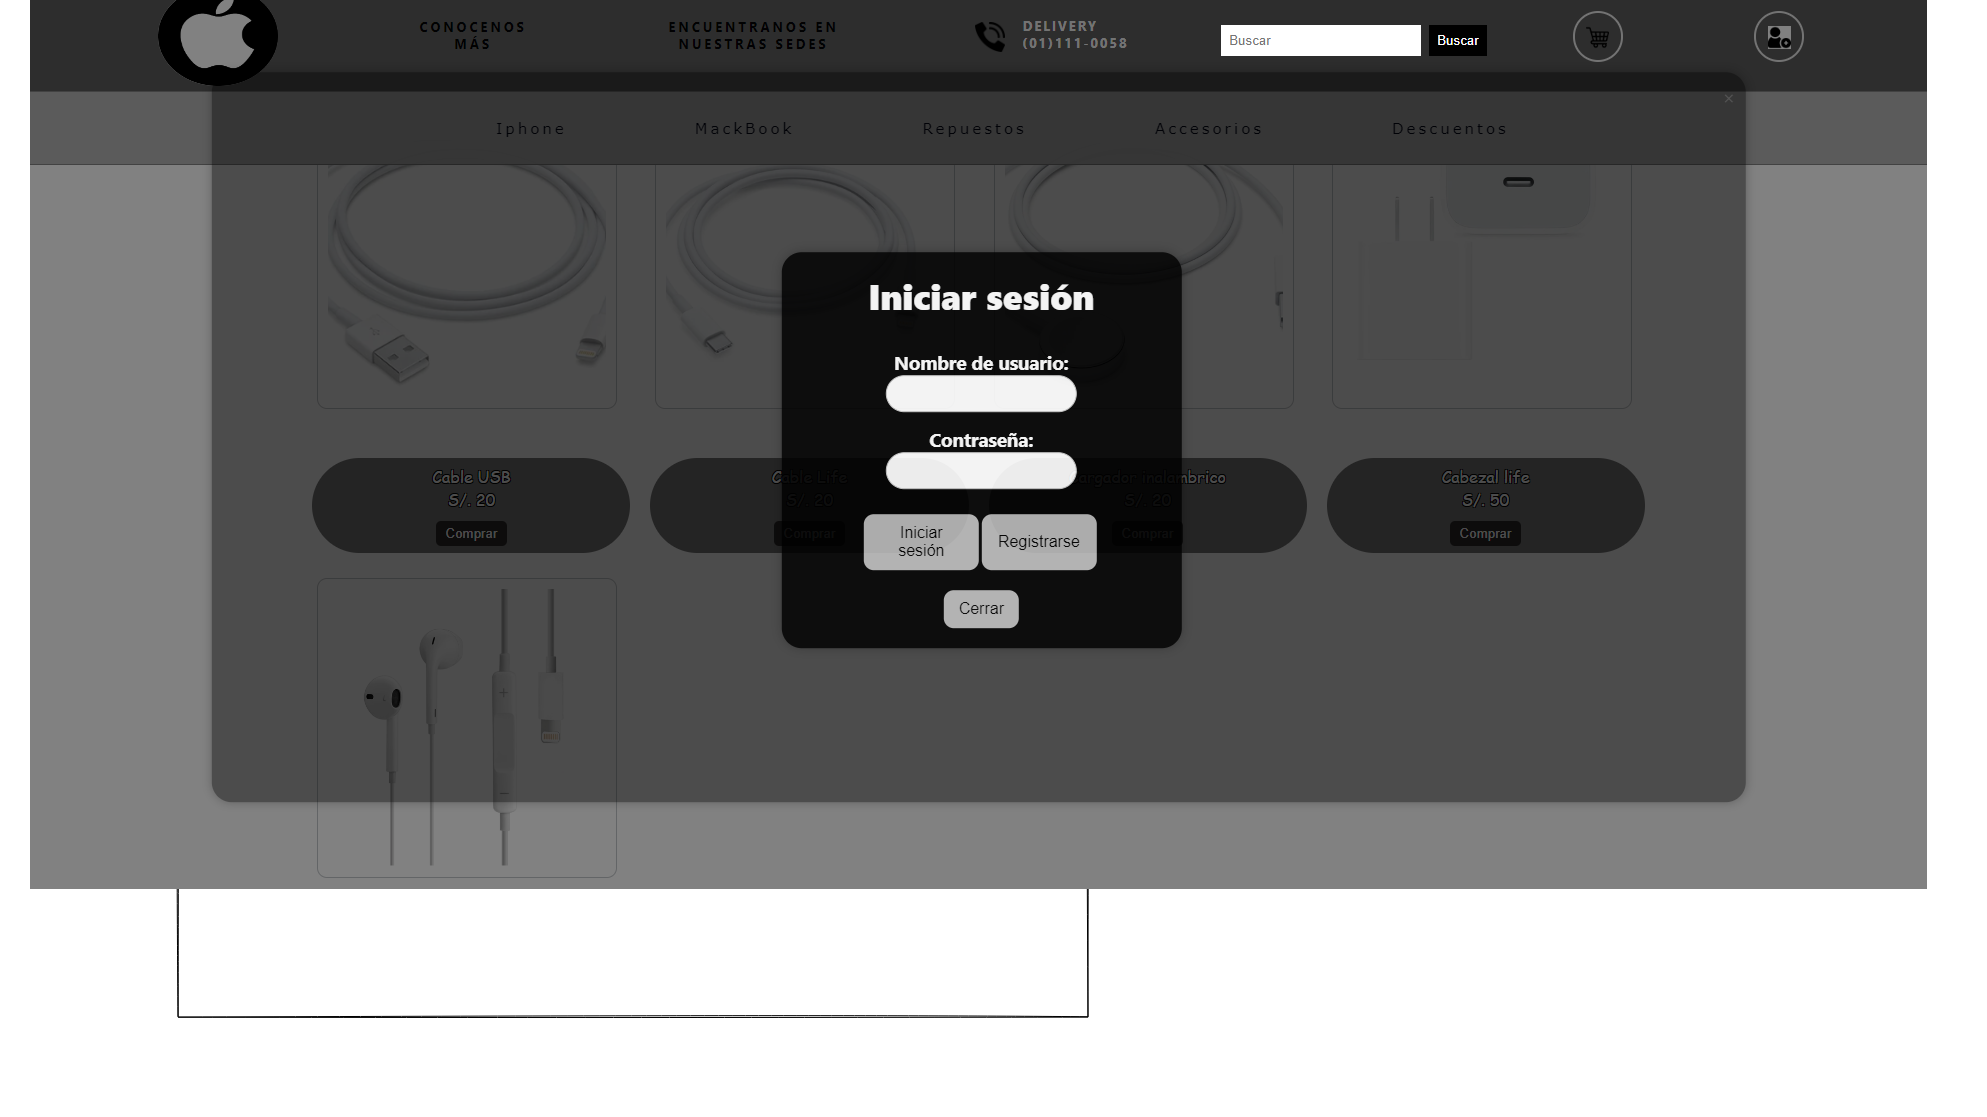 CONOCENOS
MÁS
ENCUENTRANOS EN
NUESTRAS SEDES
DELIVERY
(01)111-0058
Buscar
Buscar
×
Iphone
MackBook
Repuestos
Accesorios
Descuentos
Iniciar sesión
Nombre de usuario:
Contraseña:
Iniciar
sesión
Registrarse
Cerrar
Cable USB
S/. 20
Comprar
Cable Life
S/. 20
Comprar
argador inalambrico
S/. 20
Comprar
Cabezal life
S/. 50
Comprar